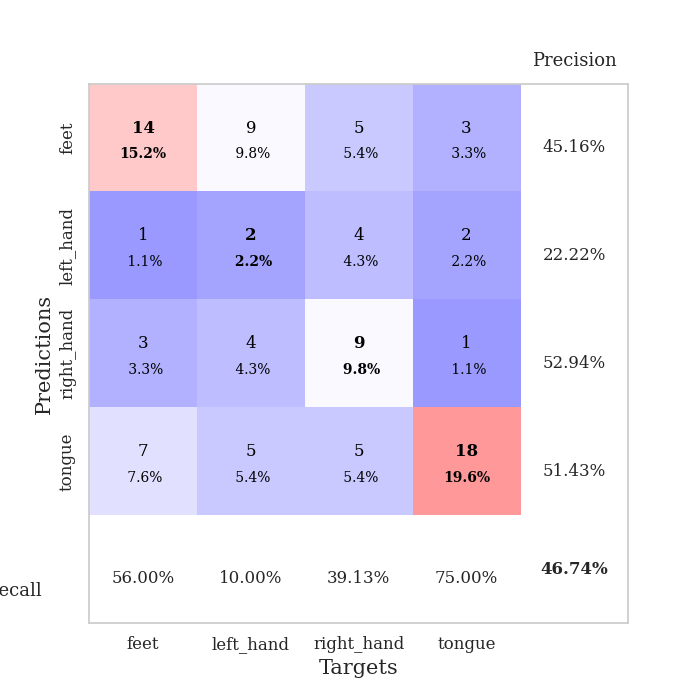 Precision
feet 14 9 5 3 45.16%
15.2% 9.8% 5.4% 3.3%
left_hand 1 2 4 2 22.22%
1.1% 2.2% 4.3% 2.2%
right_hand 3 4 9 1 52.94%
3.3% 4.3% 9.8% 1.1%
tongue 7 5 5 18 51.43%
7.6% 5.4% 5.4% 19.6%
Predictions
ecall 56.00% 10.00% 39.13% 75.00% 46.74%
feet left_hand right_hand tongue
Targets